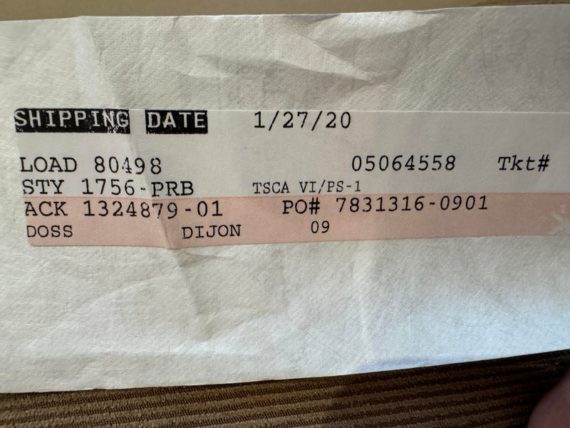 SHIPPING DATE 1/27/20
LOAD 80498 05064558 Tkt#
STY 1756-PRB TSCA VI/PS-1
ACK 1324879-01 PO# 7831316-0901
DOSS DIJON 09